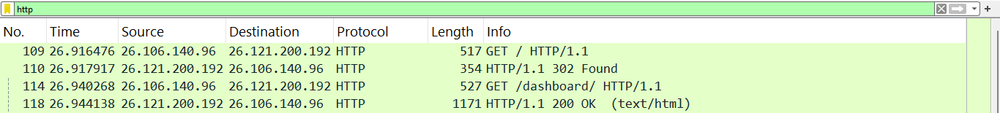 http
No. Time Source Destination Protocol Length Info
109 26.916476 26.106.140.96 26.121.200.192 HTTP 517 GET / HTTP/1.1
110 26.917917 26.121.200.192 26.106.140.96 HTTP 354 HTTP/1.1 302 Found
114 26.940268 26.106.140.96 26.121.200.192 HTTP 527 GET /dashboard/ HTTP/1.1
118 26.944138 26.121.200.192 26.106.140.96 HTTP 1171 HTTP/1.1 200 OK (text/html)